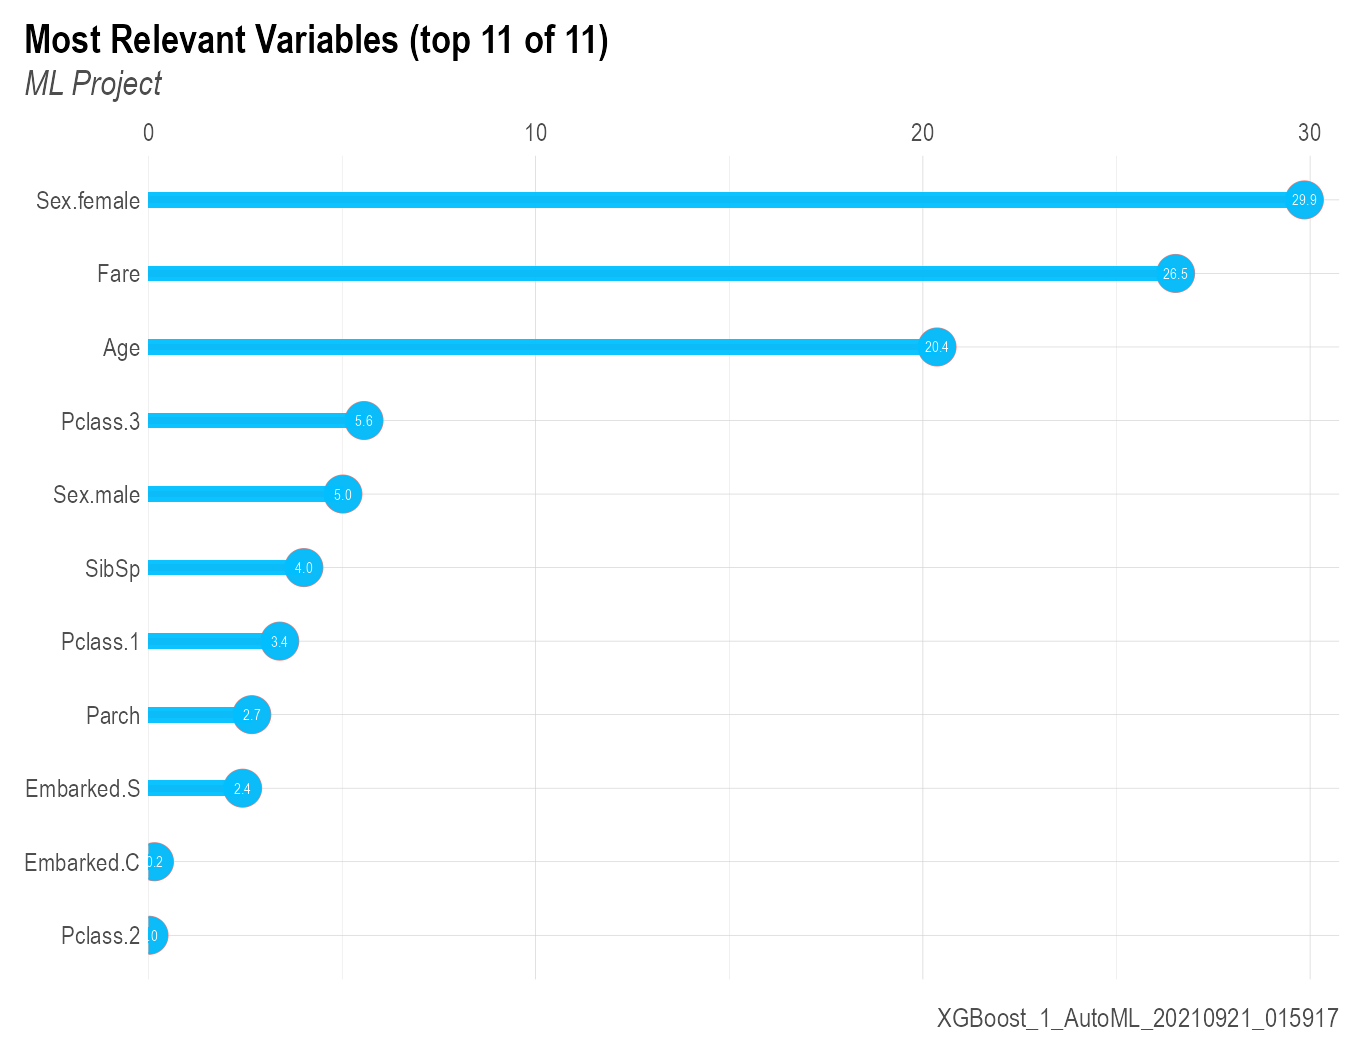 Most Relevant Variables (top 11 of 11)
ML Project
0 10 20 30
Sex.female 29.9
Fare 26.5
Age 20.4
Pclass.3 5.6
Sex.male 5.0
SibSp 4.0
Pclass.1 3.4
Parch 2.7
Embarked.S 2.4
Embarked.C 0.2
Pclass.2 .0
XGBoost_1_AutoML_20210921_015917